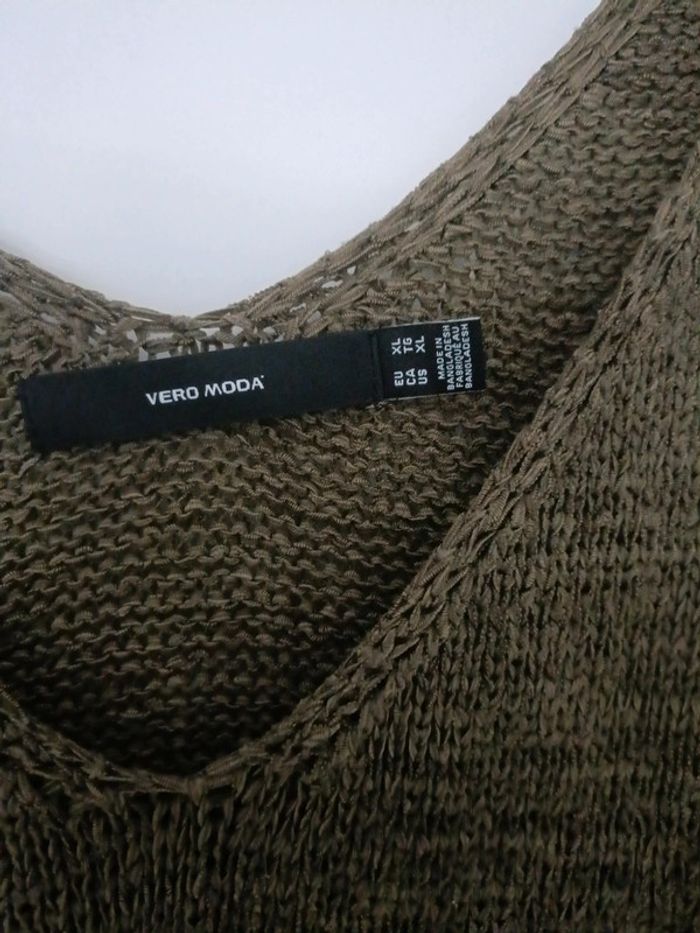 VERO MODA
EU XL
CA TG
US XL
MADE IN
BANGLADESH
FABRIQUÉ AU
BANGLADESH